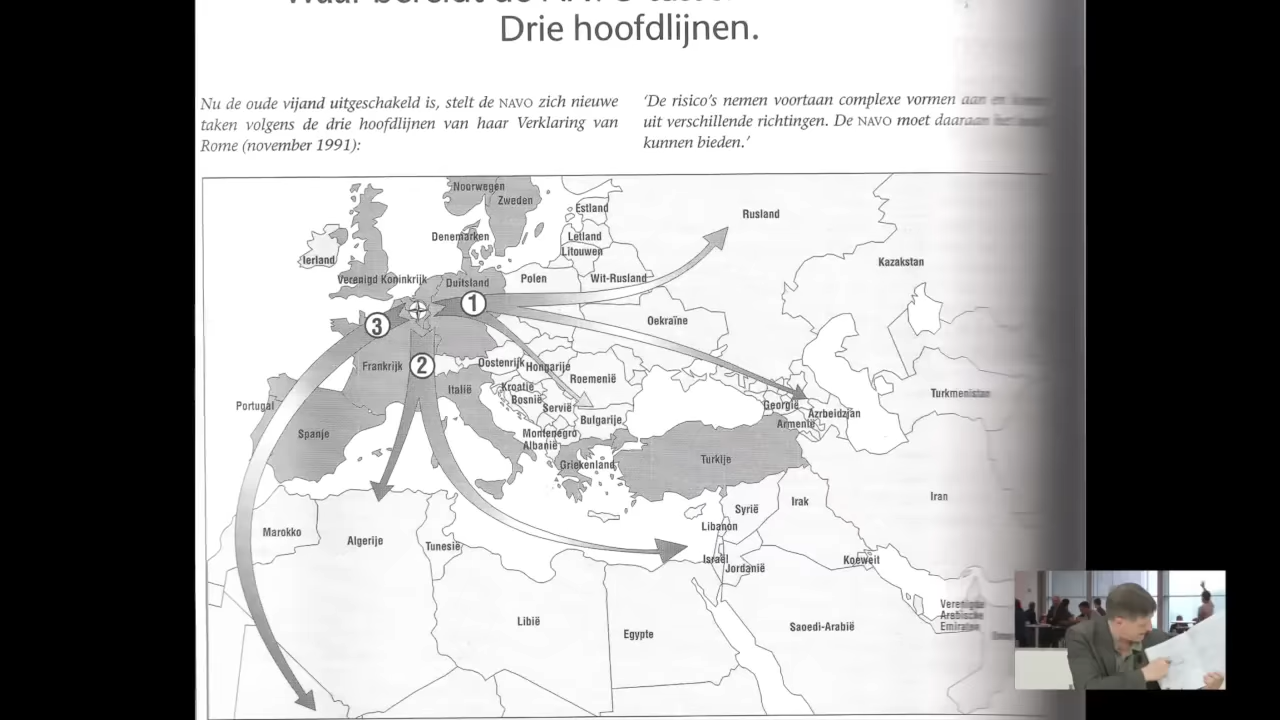 Drie hoofdlijnen.
Nu de oude vijand uitgeschakeld is, stelt de NAVO zich nieuwe
taken volgens de drie hoofdlijnen van haar Verklaring van
Rome (november 1991):
'De risico's nemen voortaan complexe vormen aan en
uit verschillende richtingen. De NAVO moet daaraan
kunnen bieden.'
Noorwegen
Zweden
Estland
Rusland
Denemarken
Letland
Litouwen
Ierland
Kazakstan
Verenigd Koninkrijk
Duitsland
Polen
Wit-Rusland
1
3
Oekraïne
2
Frankrijk
Oostenrijk
Hongarije
Roemenië
Italië
Kroatië
Bosnië
Servië
Turkmenistan
Portugal
Georgië
Azrbeidzjan
Armenië
Bulgarije
Spanje
Montenegro
Albanië
Griekenland
Turkije
Iran
Irak
Syrië
Libanon
Marokko
Algerije
Tunesië
Israël
Jordanië
Koeweit
Verenigde
Arabische
Emiraten
Libië
Egypte
Saoedi-Arabië